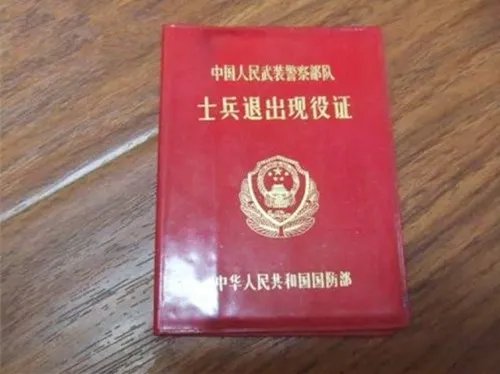 中国人民武装警察部队
士兵退出现役证
中华人民共和国国防部